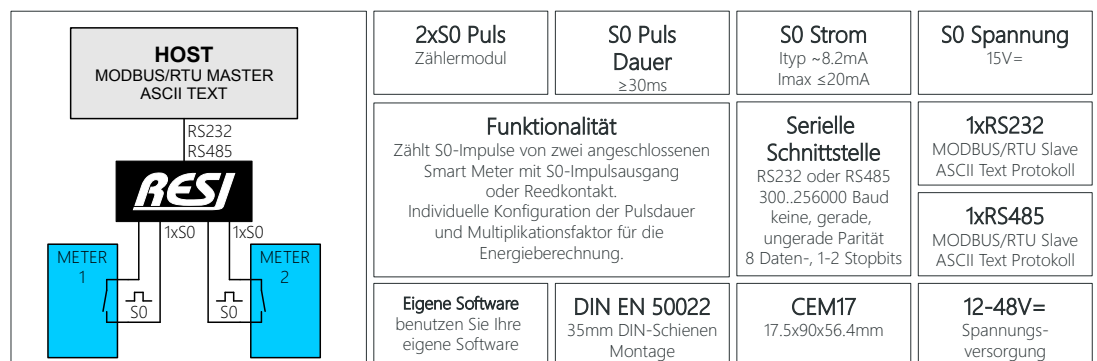 HOST
MODBUS/RTU MASTER
ASCII TEXT
RS232
RS485
RESI
1xS0
1xS0
METER
1
S0
METER
2
S0
2xS0 Puls
Zählermodul
S0 Puls
Dauer
≥30ms
S0 Strom
Ityp ~8.2mA
Imax ≤20mA
S0 Spannung
15V=
Funktionalität
Zählt S0-Impulse von zwei angeschlossenen
Smart Meter mit S0-Impulsausgang
oder Reedkontakt.
Individuelle Konfiguration der Pulsdauer
und Multiplikationsfaktor für die
Energieberechnung.
Serielle
Schnittstelle
RS232 oder RS485
300..256000 Baud
keine, gerade,
ungerade Parität
8 Daten-, 1-2 Stopbits
1xRS232
MODBUS/RTU Slave
ASCII Text Protokoll
1xRS485
MODBUS/RTU Slave
ASCII Text Protokoll
Eigene Software
benutzen Sie Ihre
eigene Software
DIN EN 50022
35mm DIN-Schienen
Montage
CEM17
17.5x90x56.4mm
12-48V=
Spannungs-
versorgung